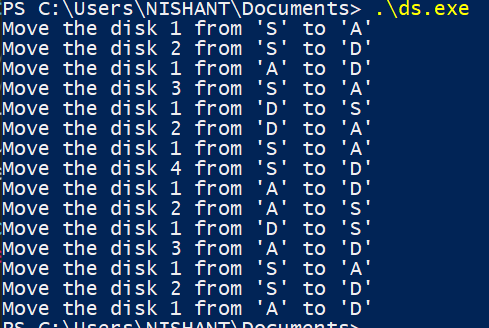 PS C:\Users\NISHANT\Documents> .\ds.exe
Move the disk 1 from 'S' to 'A'
Move the disk 2 from 'S' to 'D'
Move the disk 1 from 'A' to 'D'
Move the disk 3 from 'S' to 'A'
Move the disk 1 from 'D' to 'S'
Move the disk 2 from 'D' to 'A'
Move the disk 1 from 'S' to 'A'
Move the disk 4 from 'S' to 'D'
Move the disk 1 from 'A' to 'D'
Move the disk 2 from 'A' to 'S'
Move the disk 1 from 'D' to 'S'
Move the disk 3 from 'A' to 'D'
Move the disk 1 from 'S' to 'A'
Move the disk 2 from 'S' to 'D'
Move the disk 1 from 'A' to 'D'
PS C:\Users\NISHANT\Documents>